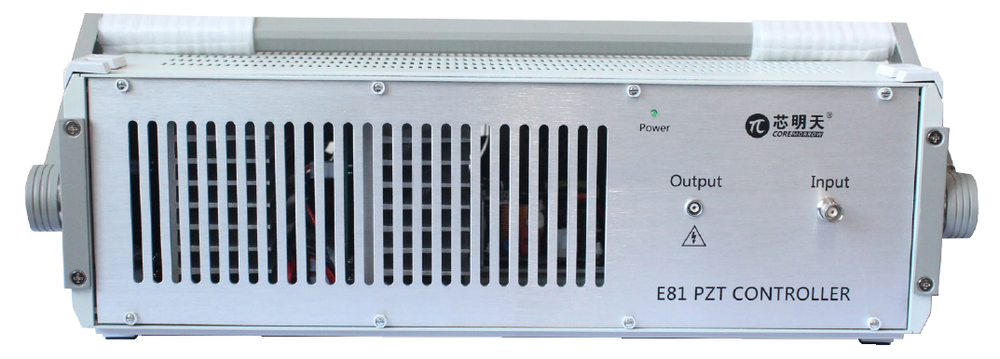 Power
芯明天®
COREMORROW
Output
Input
E81 PZT CONTROLLER